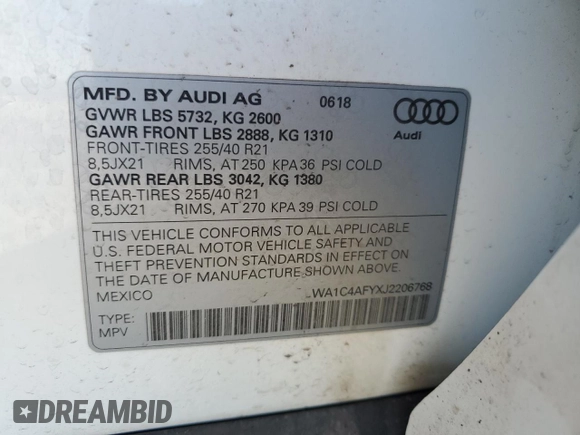 MFD. BY AUDI AG 0618
GVWR LBS 5732, KG 2600
GAWR FRONT LBS 2888, KG 1310
FRONT-TIRES 255/40 R21
8,5JX21 RIMS, AT 250 KPA 36 PSI COLD
GAWR REAR LBS 3042, KG 1380
REAR-TIRES 255/40 R21
8,5JX21 RIMS, AT 270 KPA 39 PSI COLD
Audi
THIS VEHICLE CONFORMS TO ALL APPLICABLE
U.S. FEDERAL MOTOR VEHICLE SAFETY AND
THEFT PREVENTION STANDARDS IN EFFECT ON
THE DATE OF MANUFACTURE SHOWN ABOVE.
MEXICO WA1C4AFYXJ2206768
TYPE:
MPV
DREAMBID